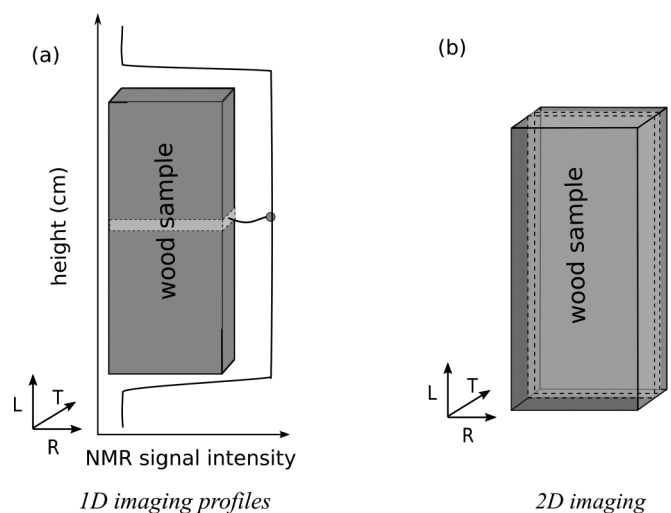 (a)
wood sample
height (cm)
L
T
R
NMR signal intensity
1D imaging profiles
(b)
wood sample
L
T
R
2D imaging